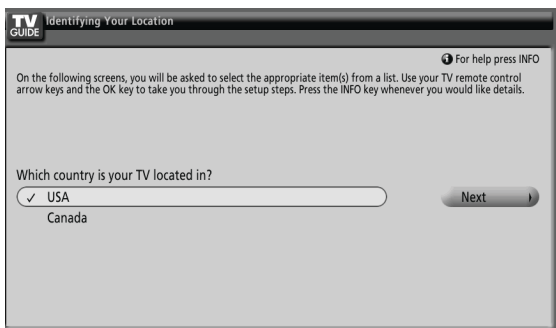 TV
GUIDE
Identifying Your Location
For help press INFO
On the following screens, you will be asked to select the appropriate item(s) from a list. Use your TV remote control
arrow keys and the OK key to take you through the setup steps. Press the INFO key whenever you would like details.
Which country is your TV located in?
✓ USA
Next
Canada